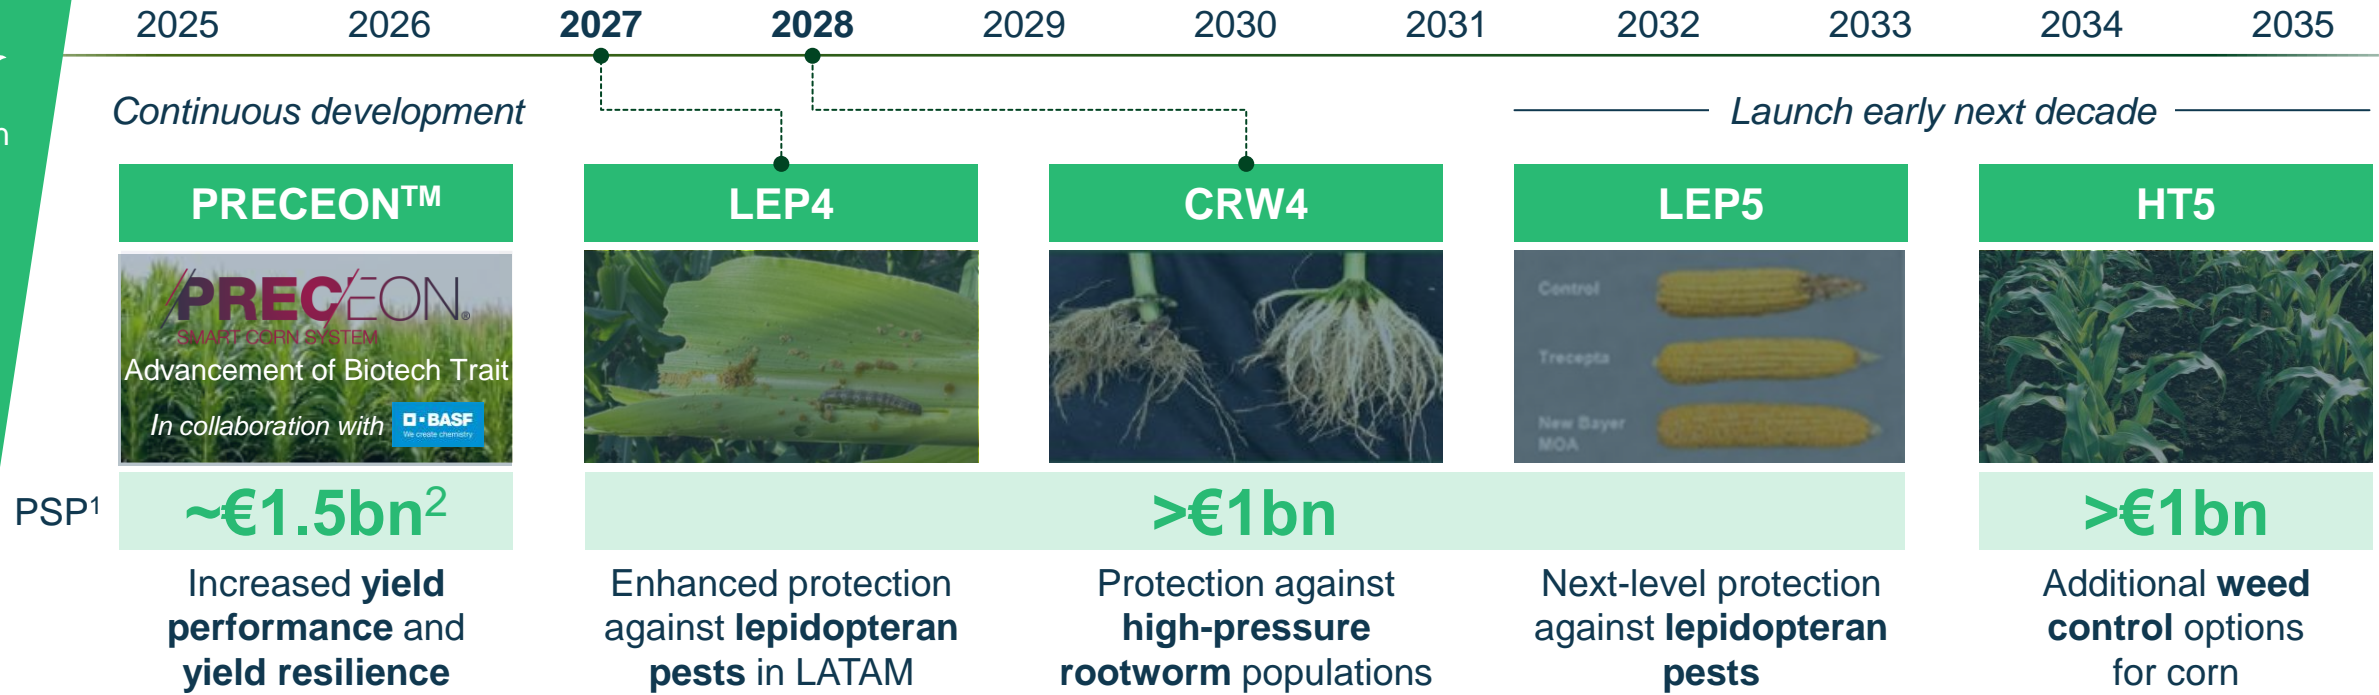 2025 2026 2027 2028 2029 2030 2031 2032 2033 2034 2035
n
Continuous development
Launch early next decade
PRECEON™
LEP4
CRW4
LEP5
HT5
PRECEON®
SMART CORN SYSTEM
Advancement of Biotech Trait
In collaboration with
BASF
We create chemistry
Control
Trecepta
New Bayer
MOA
PSP¹
~€1.5bn²
>€1bn
>€1bn
Increased yield
performance and
yield resilience
Enhanced protection
against lepidopteran
pests in LATAM
Protection against
high-pressure
rootworm populations
Next-level protection
against lepidopteran
pests
Additional weed
control options
for corn